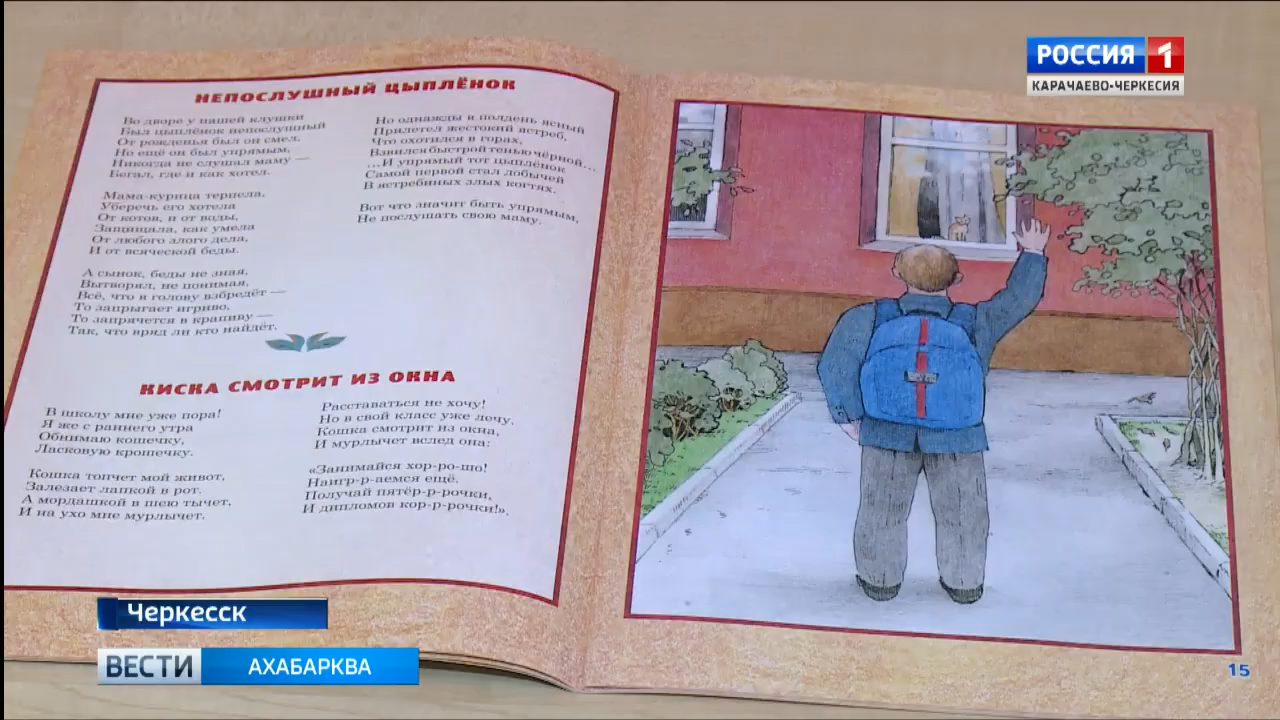 РОССИЯ 1
КАРАЧАЕВО-ЧЕРКЕСИЯ
НЕПОСЛУШНЫЙ ЦЫПЛЁНОК
Во дворе у нашей клушки
Был цыплёнок непослушный
От рожденья был он смел.
Но ещё он был упрямым,
Никогда не слушал маму —
Бегал, где и как хотел.
Мама-курица терпела,
Уберечь его хотела
От котов, и от воды,
Защищала, как умела
От любого злого дела,
И от всяческой беды.
А сынок, беды не зная,
Вытворял, не понимая,
Всё, что в голову взбредёт —
То запрыгает игриво,
То запрячется в крапиву —
Так, что вряд ли кто найдёт.
Но однажды в полдень ясный
Прилетел жестокий ястреб,
Что охотился в горах,
Взвился быстрой тенью чёрной...
...И упрямый тот цыплёнок
Самой первой стал добычей
В ястребиных злых когтях.
Вот что значит быть упрямым,
Не послушать свою маму.
КИСКА СМОТРИТ ИЗ ОКНА
В школу мне уже пора!
Я же с раннего утра
Обнимаю кошечку,
Ласковую крошечку.
Кошка топчет мой живот,
Залезает лапкой в рот.
А мордашкой в шею тычет,
И на ухо мне мурлычет.
Расставаться не хочу!
Но в свой класс уже лечу.
Кошка смотрит из окна,
И мурлычет вслед она:
«Занимайся хор-ро-шо!
Наигр-р-аемся ещё,
Получай пятёр-р-рочки,
И дипломов кор-р-рочки!».
15
Черкесск
ВЕСТИ АХАБАРКВА